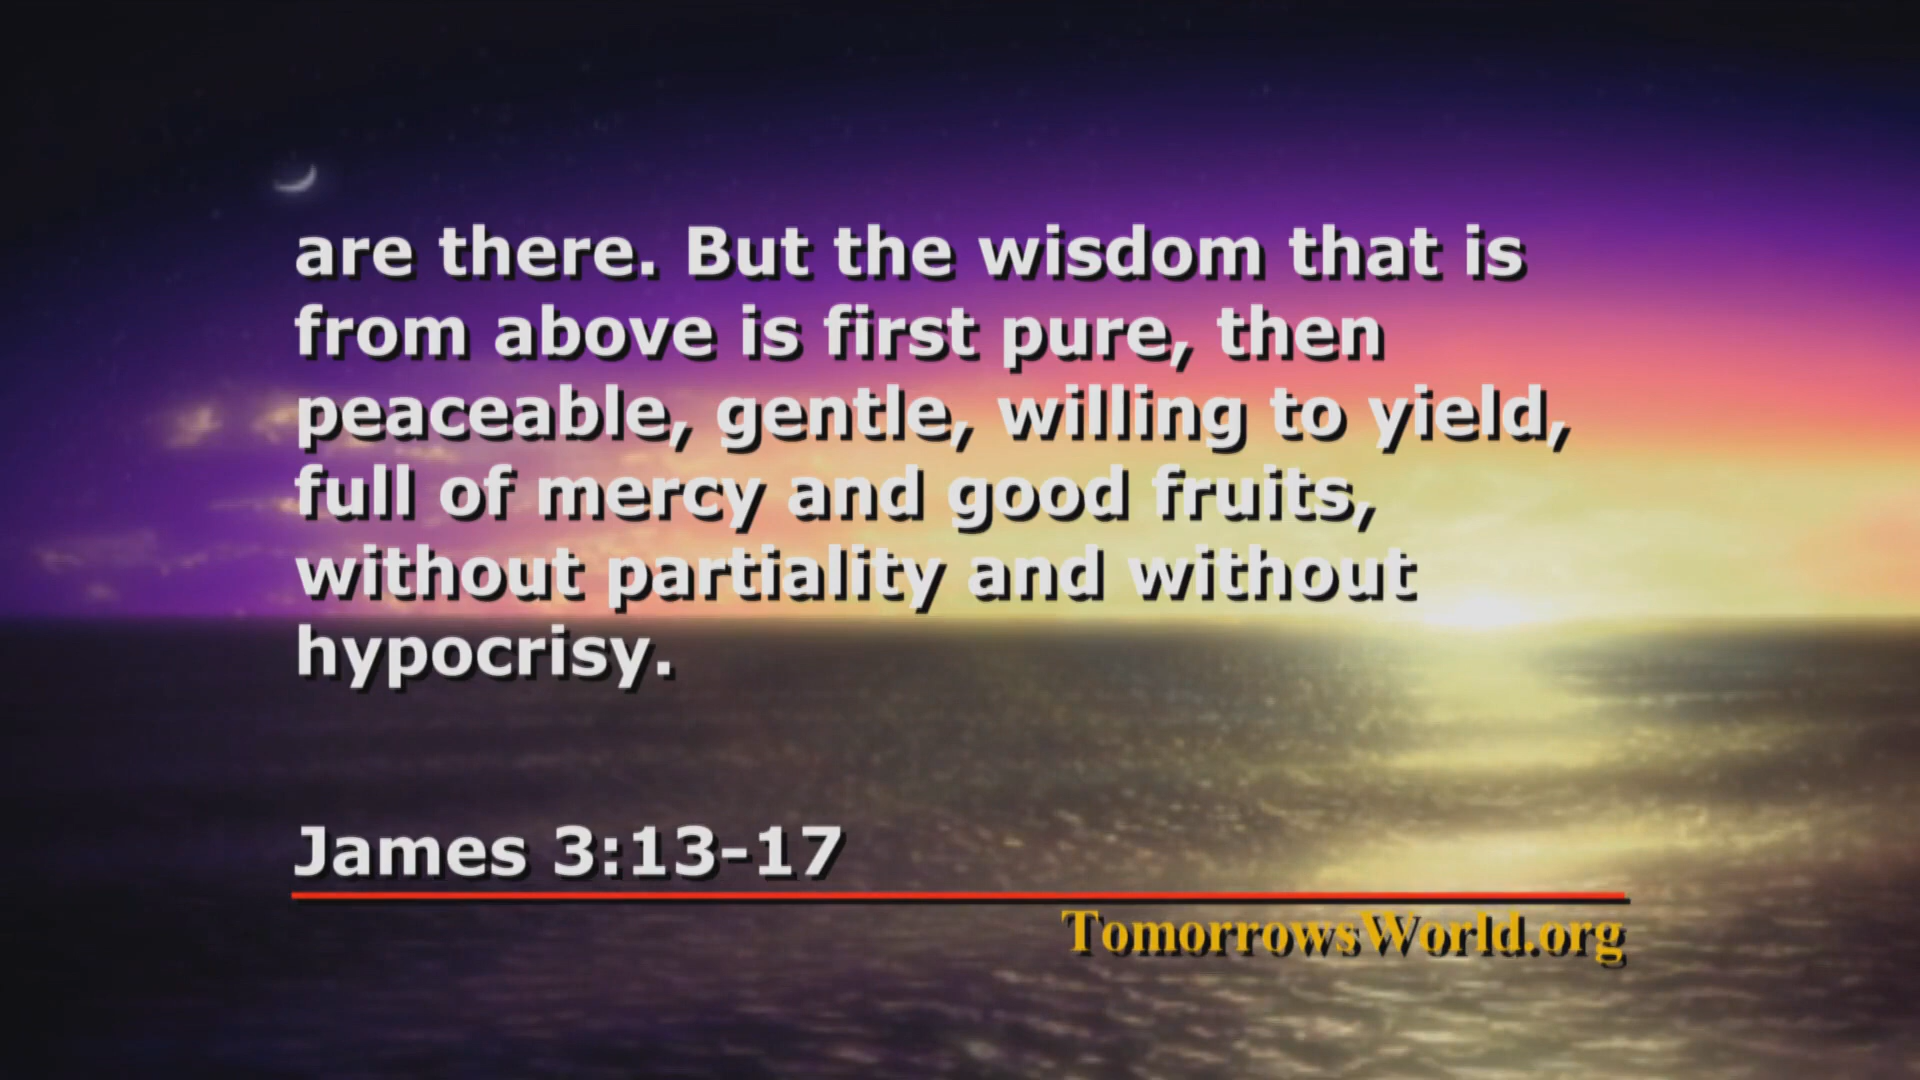 are there. But the wisdom that is
from above is first pure, then
peaceable, gentle, willing to yield,
full of mercy and good fruits,
without partiality and without
hypocrisy.
James 3:13-17
TomorrowsWorld.org